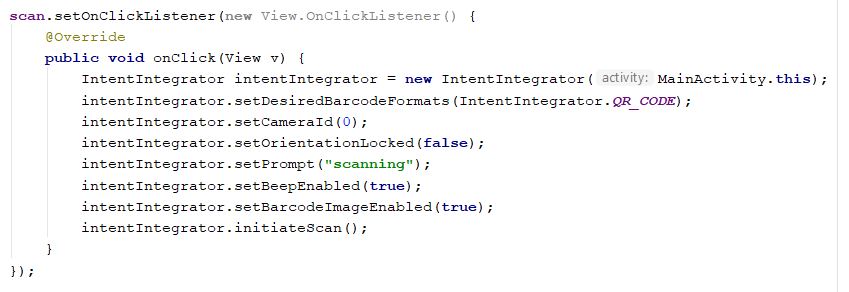 scan.setOnClickListener(new View.OnClickListener() {
    @Override
    public void onClick(View v) {
        IntentIntegrator intentIntegrator = new IntentIntegrator( activity: MainActivity.this);
        intentIntegrator.setDesiredBarcodeFormats(IntentIntegrator.QR_CODE);
        intentIntegrator.setCameraId(0);
        intentIntegrator.setOrientationLocked(false);
        intentIntegrator.setPrompt("scanning");
        intentIntegrator.setBeepEnabled(true);
        intentIntegrator.setBarcodeImageEnabled(true);
        intentIntegrator.initiateScan();
    }
});